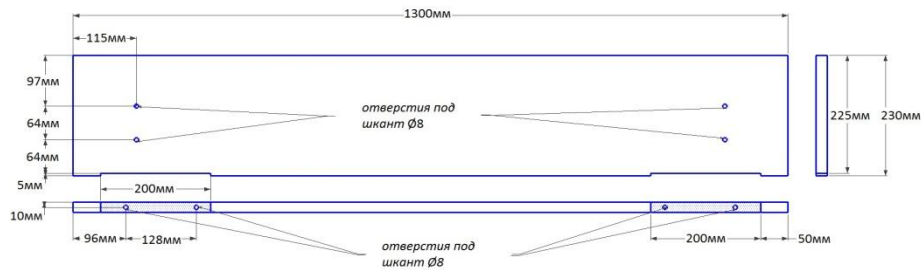 1300мм
115мм
97мм
отверстия под
шкант Ø8
64мм
64мм
225мм
230мм
5мм
200мм
10мм
96мм
128мм
отверстия под
шкант Ø8
200мм
50мм